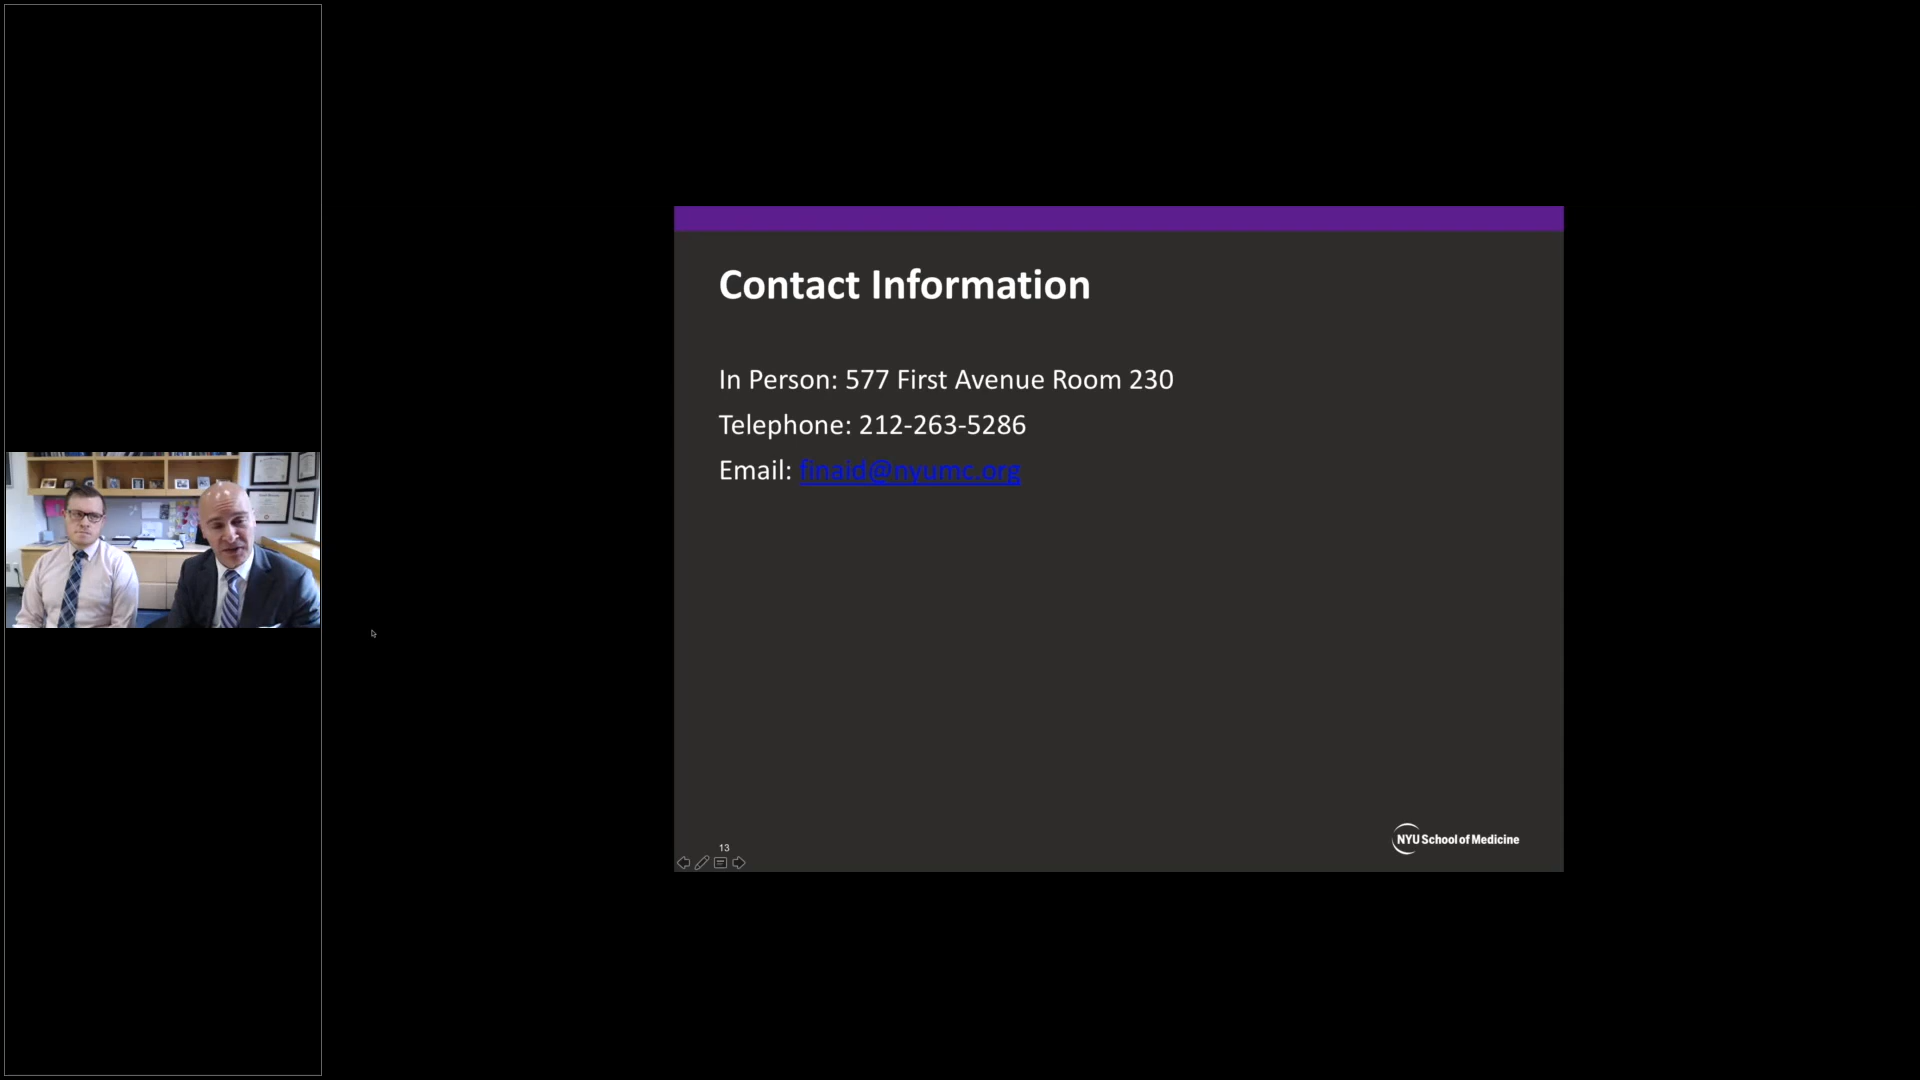 Contact Information
In Person: 577 First Avenue Room 230
Telephone: 212-263-5286
Email: finaid@nyumc.org
13
NYU School of Medicine